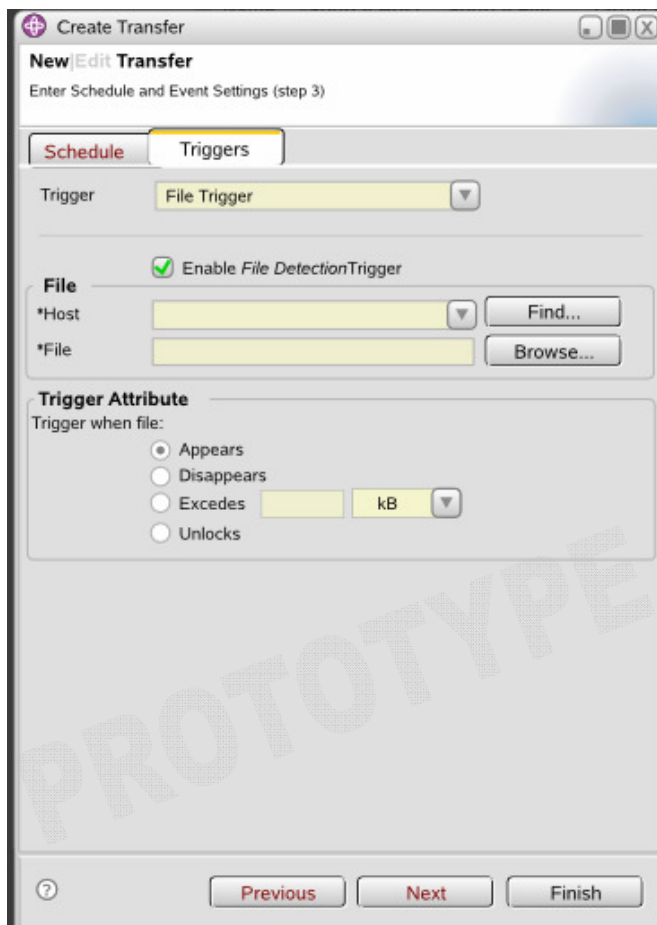 Create Transfer
New|Edit Transfer
Enter Schedule and Event Settings (step 3)
Schedule Triggers
Trigger File Trigger
Enable File DetectionTrigger
File
*Host Find...
*File Browse...
Trigger Attribute
Trigger when file:
Appears
Disappears
Excedes kB
Unlocks
PROTOTYPE
? Previous Next Finish